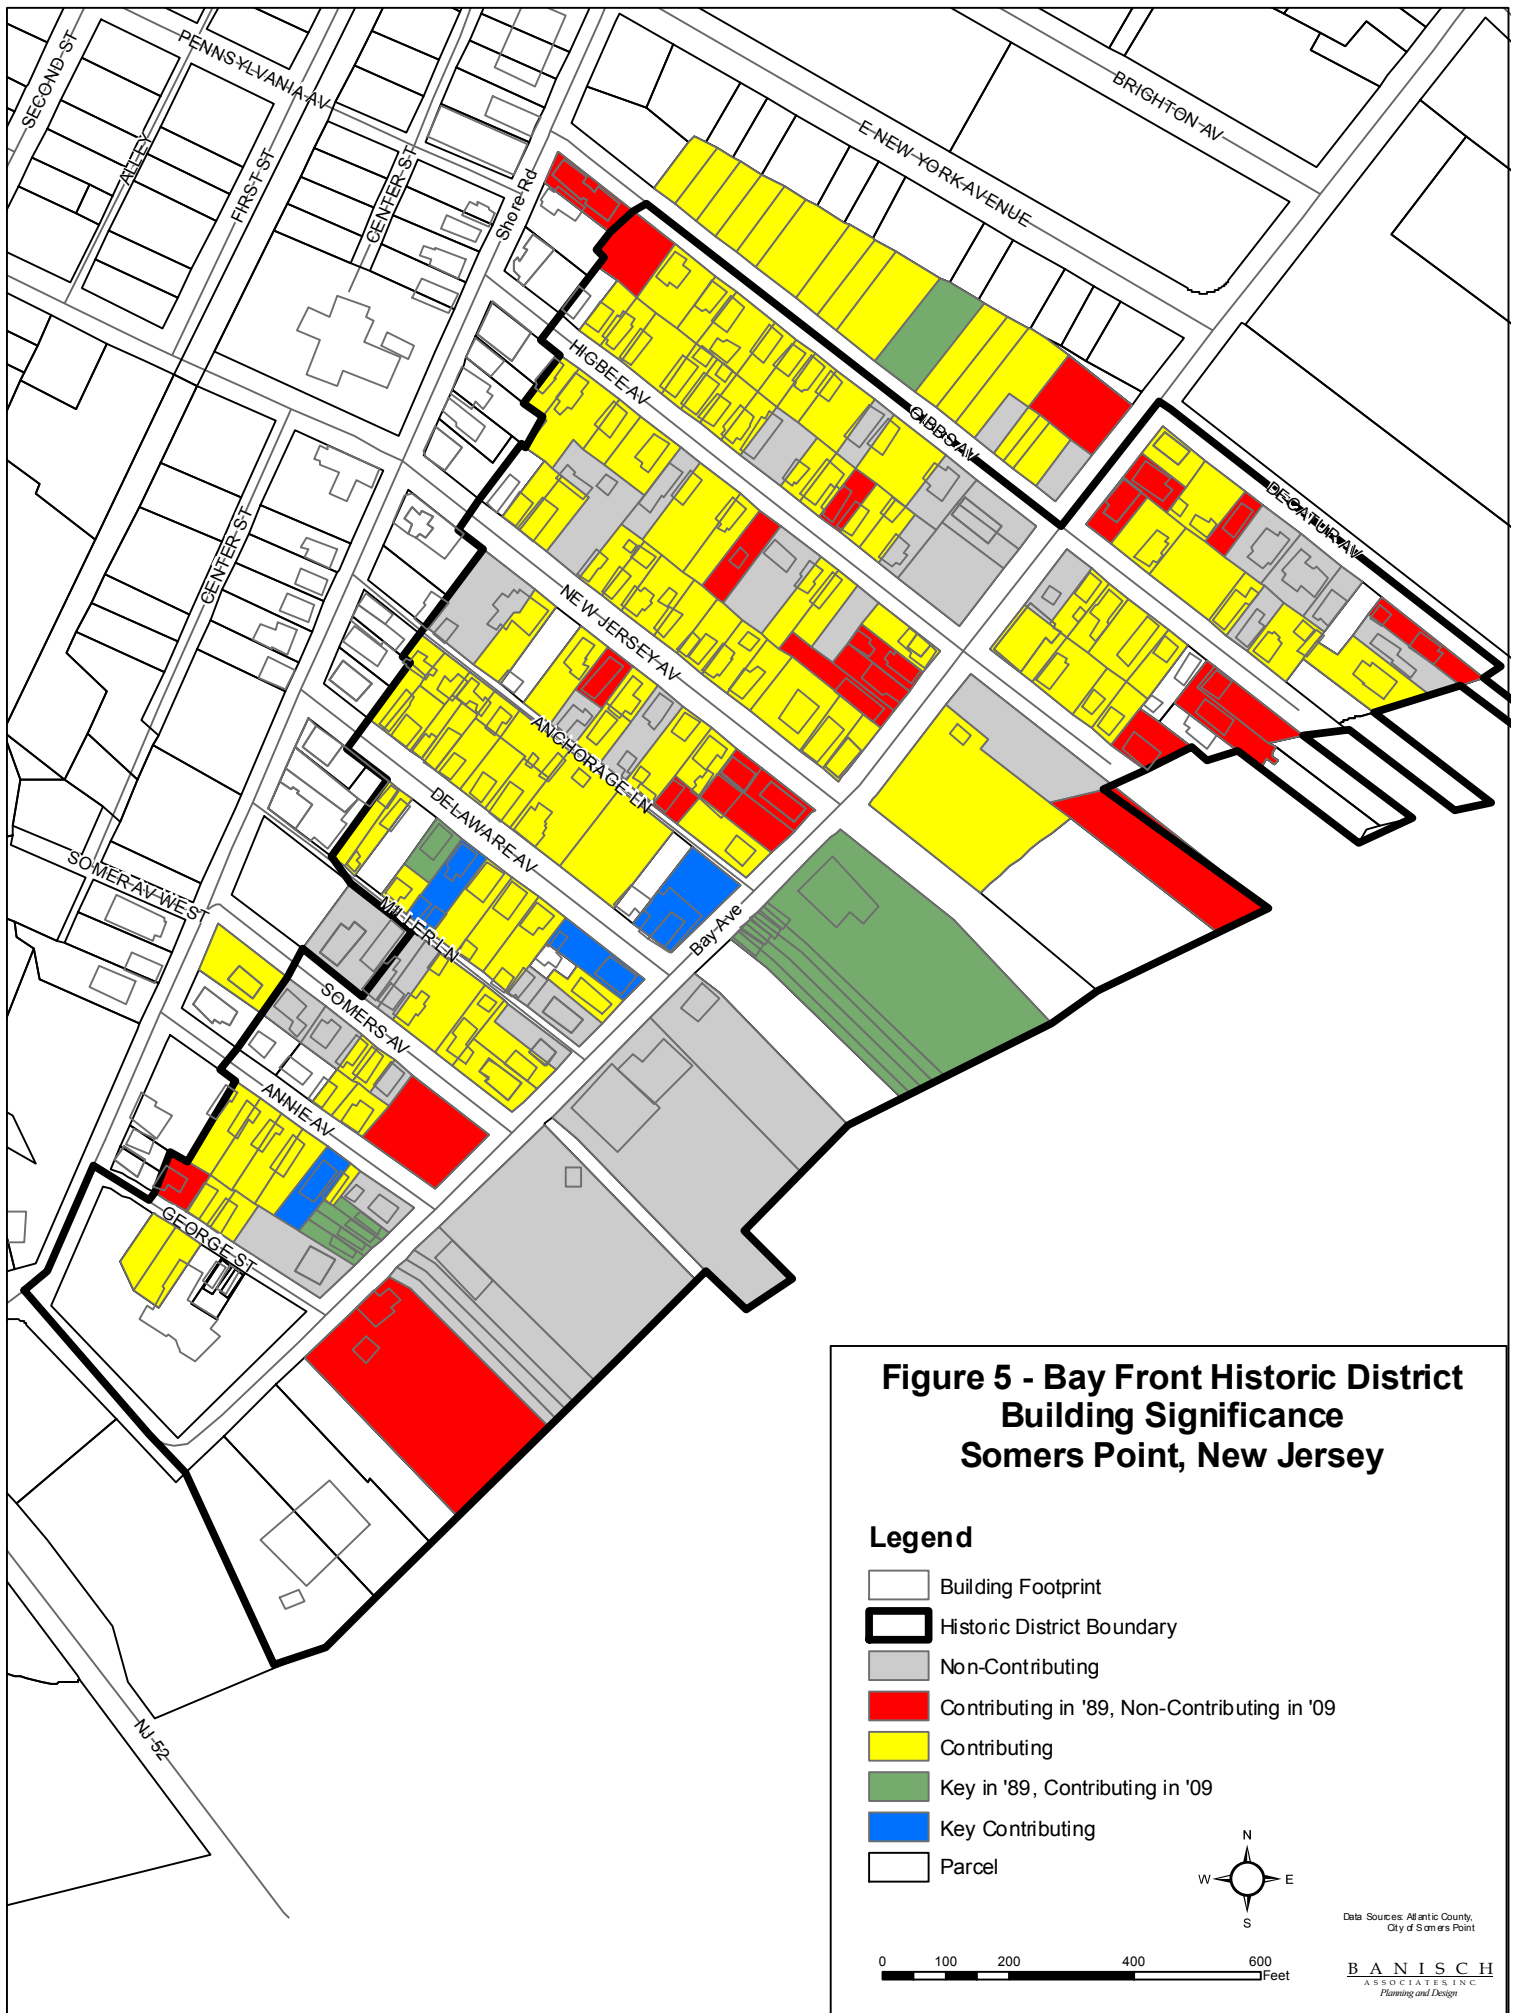 SECOND ST
PENNSYLVANIA AV
ALLEY
FIRST ST
CENTER ST
Shore Rd
E NEW YORK AVENUE
BRIGHTON AV
HIGBEE AV
GIBBS AV
DECATUR AV
CENTER ST
NEW JERSEY AV
ANCHORAGE LN
DELAWARE AV
SOMER AV WEST
MILLER LN
Bay Ave
SOMERS AV
ANNIE AV
GEORGE ST
NJ-52
Figure 5 - Bay Front Historic District
Building Significance
Somers Point, New Jersey
Legend
Building Footprint
Historic District Boundary
Non-Contributing
Contributing in '89, Non-Contributing in '09
Contributing
Key in '89, Contributing in '09
Key Contributing
Parcel
N
W E
S
Data Sources: Atlantic County,
City of Somers Point
0 100 200 400 600
Feet
BANISCH
ASSOCIATES, INC.
Planning and Design